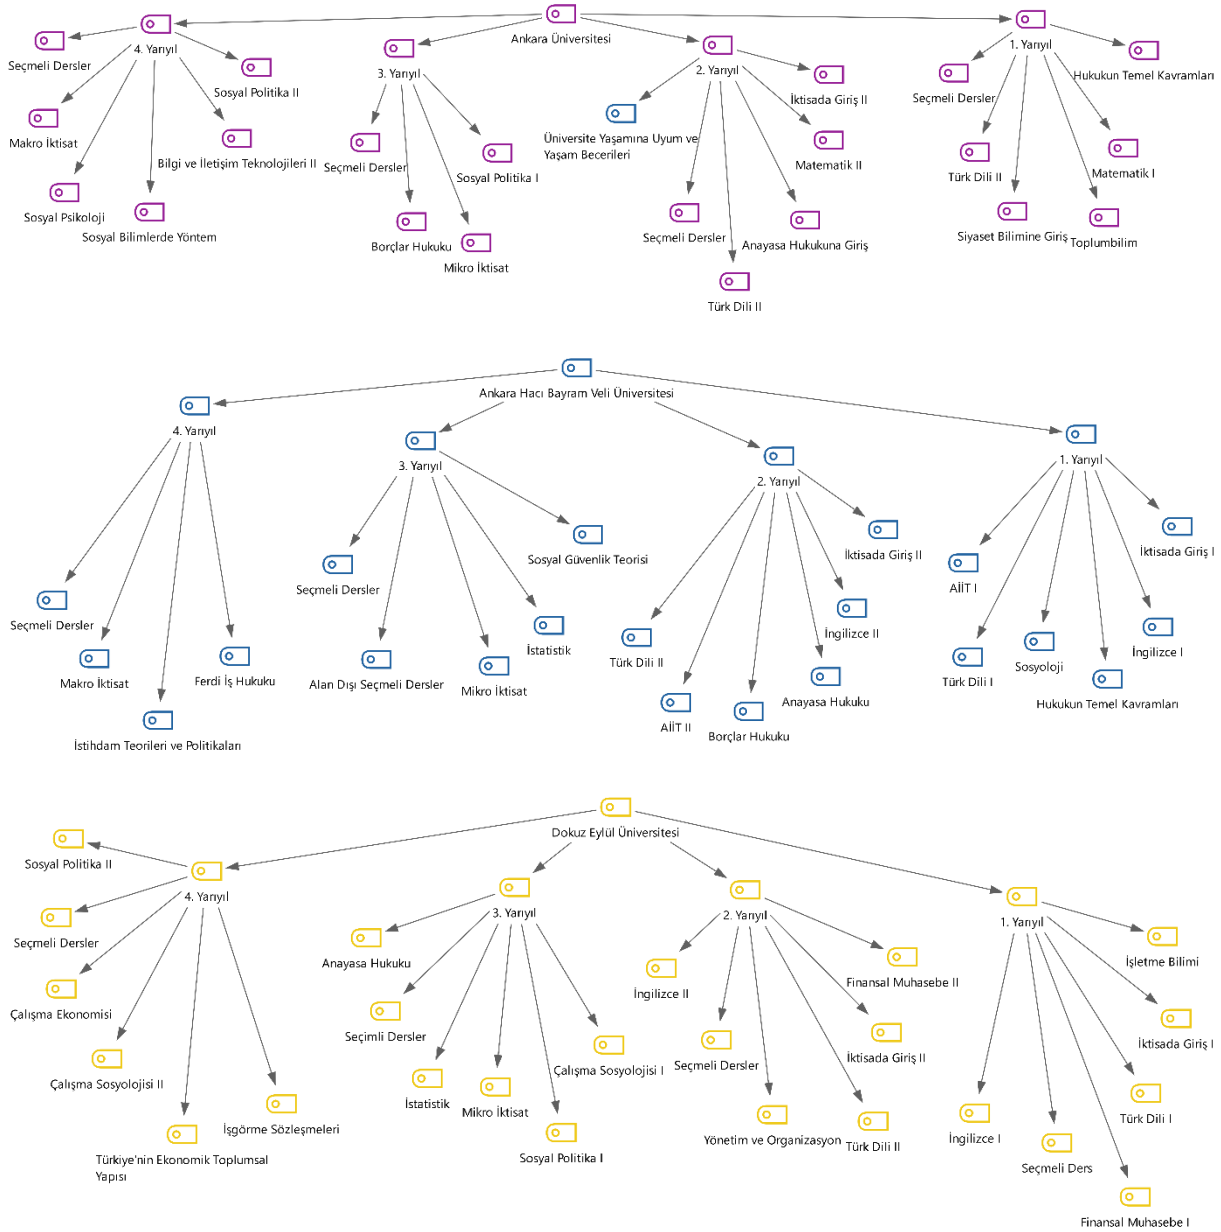 Ankara Üniversitesi
4. Yarıyıl
Seçmeli Dersler
Sosyal Politika II
Makro İktisat
Bilgi ve İletişim Teknolojileri II
Sosyal Psikoloji
Sosyal Bilimlerde Yöntem
3. Yarıyıl
Seçmeli Dersler
Sosyal Politika I
Borçlar Hukuku
Mikro İktisat
2. Yarıyıl
İktisada Giriş II
Üniversite Yaşamına Uyum ve
Yaşam Becerileri
Matematik II
Seçmeli Dersler
Anayasa Hukukuna Giriş
Türk Dili II
1. Yarıyıl
Hukukun Temel Kavramları
Seçmeli Dersler
Türk Dili II
Matematik I
Siyaset Bilimine Giriş
Toplumbilim
Ankara Hacı Bayram Veli Üniversitesi
4. Yarıyıl
Seçmeli Dersler
Makro İktisat
Ferdi İş Hukuku
İstihdam Teorileri ve Politikaları
3. Yarıyıl
Sosyal Güvenlik Teorisi
Seçmeli Dersler
İstatistik
Alan Dışı Seçmeli Dersler
Mikro İktisat
2. Yarıyıl
İktisada Giriş II
İngilizce II
Türk Dili II
Anayasa Hukuku
AİİT II
Borçlar Hukuku
1. Yarıyıl
İktisada Giriş I
AİİT I
İngilizce I
Sosyoloji
Türk Dili I
Hukukun Temel Kavramları
Dokuz Eylül Üniversitesi
Sosyal Politika II
4. Yarıyıl
Seçmeli Dersler
Çalışma Ekonomisi
Çalışma Sosyolojisi II
İşgörme Sözleşmeleri
Türkiye'nin Ekonomik Toplumsal
Yapısı
3. Yarıyıl
Anayasa Hukuku
Seçimli Dersler
Çalışma Sosyolojisi I
İstatistik
Mikro İktisat
Sosyal Politika I
2. Yarıyıl
İngilizce II
Finansal Muhasebe II
Seçmeli Dersler
İktisada Giriş II
Yönetim ve Organizasyon
Türk Dili II
1. Yarıyıl
İşletme Bilimi
İktisada Giriş I
Türk Dili I
İngilizce I
Seçmeli Ders
Finansal Muhasebe I